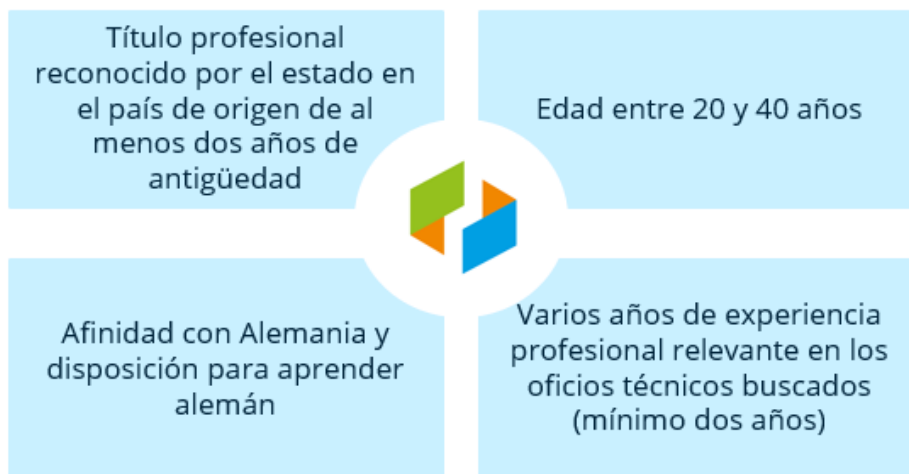 Título profesional
reconocido por el estado en
el país de origen de al
menos dos años de
antigüedad
Edad entre 20 y 40 años
Afinidad con Alemania y
disposición para aprender
alemán
Varios años de experiencia
profesional relevante en los
oficios técnicos buscados
(mínimo dos años)